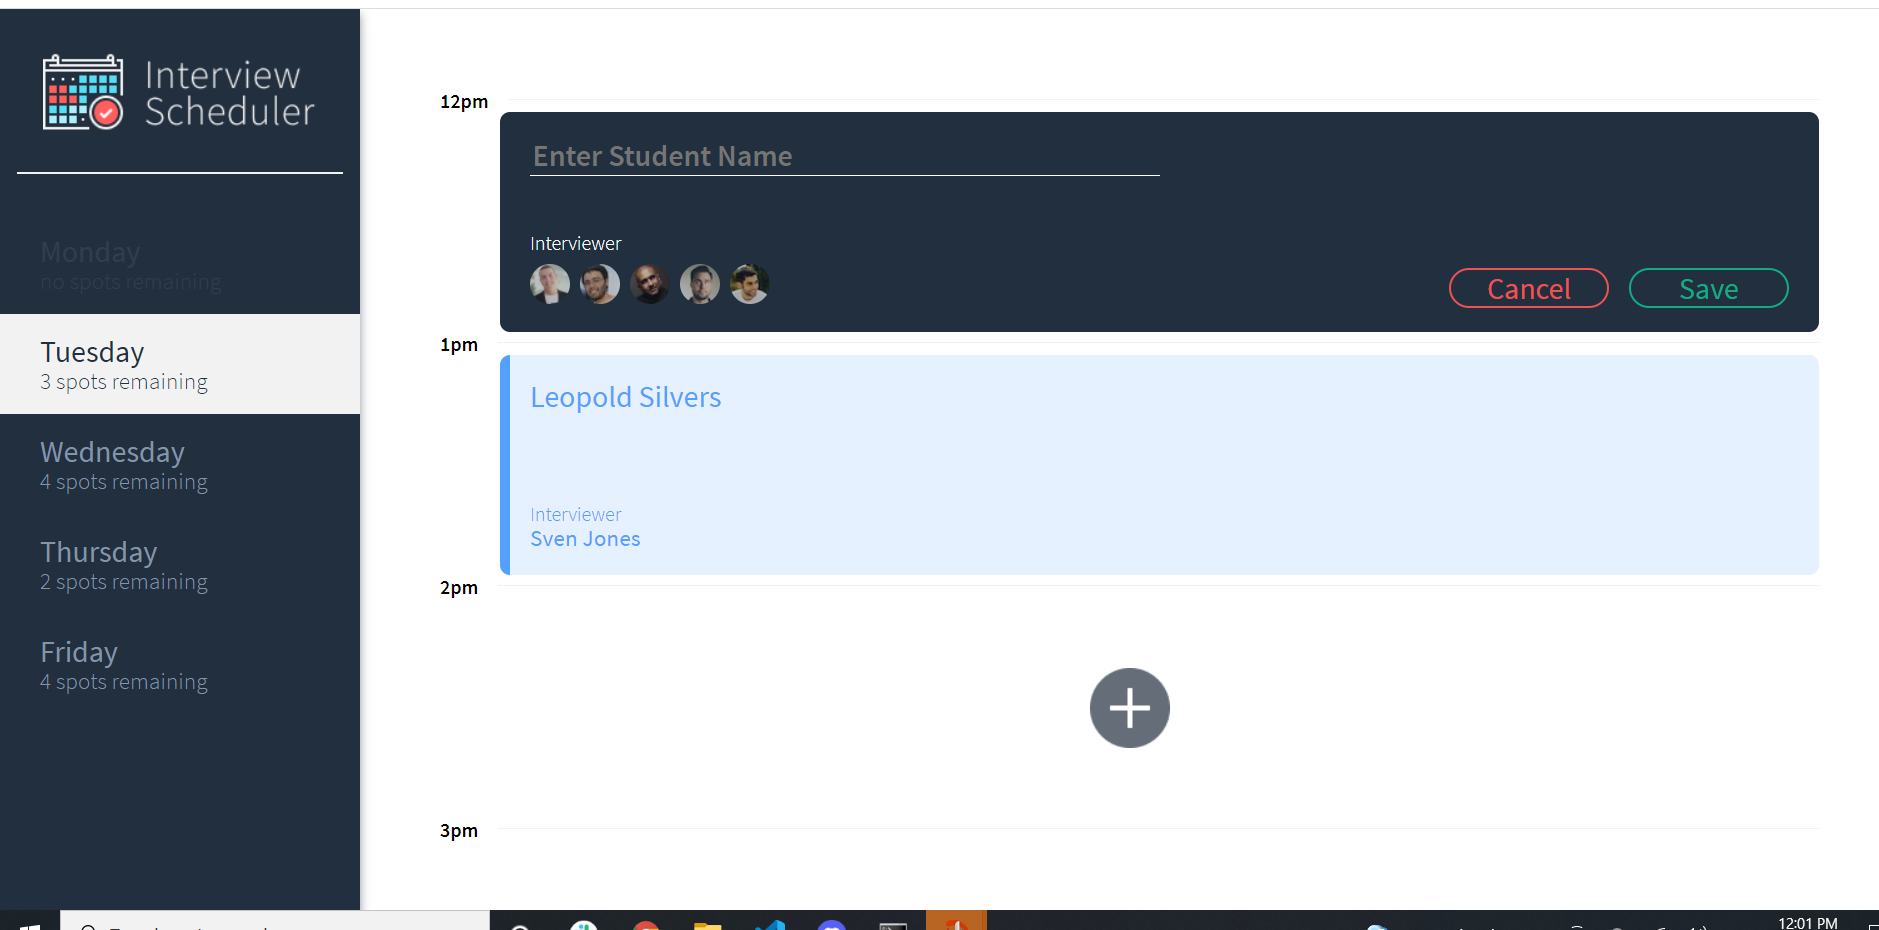 Interview
Scheduler
Monday
no spots remaining
Tuesday
3 spots remaining
Wednesday
4 spots remaining
Thursday
2 spots remaining
Friday
4 spots remaining
12pm
Enter Student Name
Interviewer
Cancel
Save
1pm
Leopold Silvers
Interviewer
Sven Jones
2pm
3pm
12:01 PM